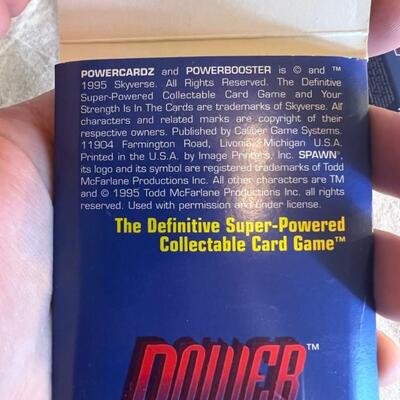 POWERCARDZ and POWERBOOSTER is © and ™
1995 Skyverse. All Rights Reserved. The Definitive
Super-Powered Collectable Card Game and Your
Strength Is In The Cards are trademarks of Skyverse. All
characters and related marks are copyright of their
respective owners. Published by Caliber Game Systems.
11904 Farmington Road, Livonia, Michigan U.S.A.
Printed in the U.S.A. by Image Printers, Inc. SPAWN®,
its logo and its symbol are registered trademarks of Todd
McFarlane Productions Inc. All other characters are TM
and © 1995 Todd McFarlane Productions Inc. all rights
reserved. Used with permission and under license.
The Definitive Super-Powered
Collectable Card Game™
POWER™